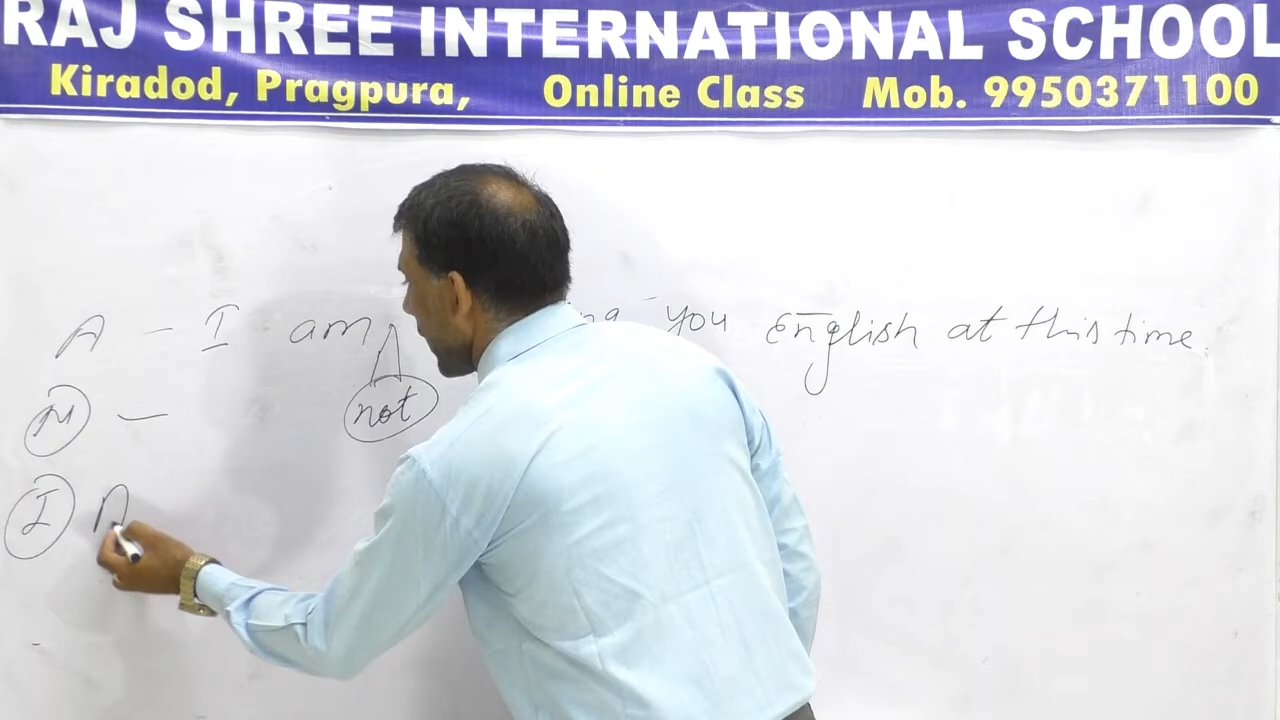 RAJ SHREE INTERNATIONAL SCHOOL
Kiradod, Pragpura, Online Class Mob. 9950371100
A - I am you English at this time.
N - not
I